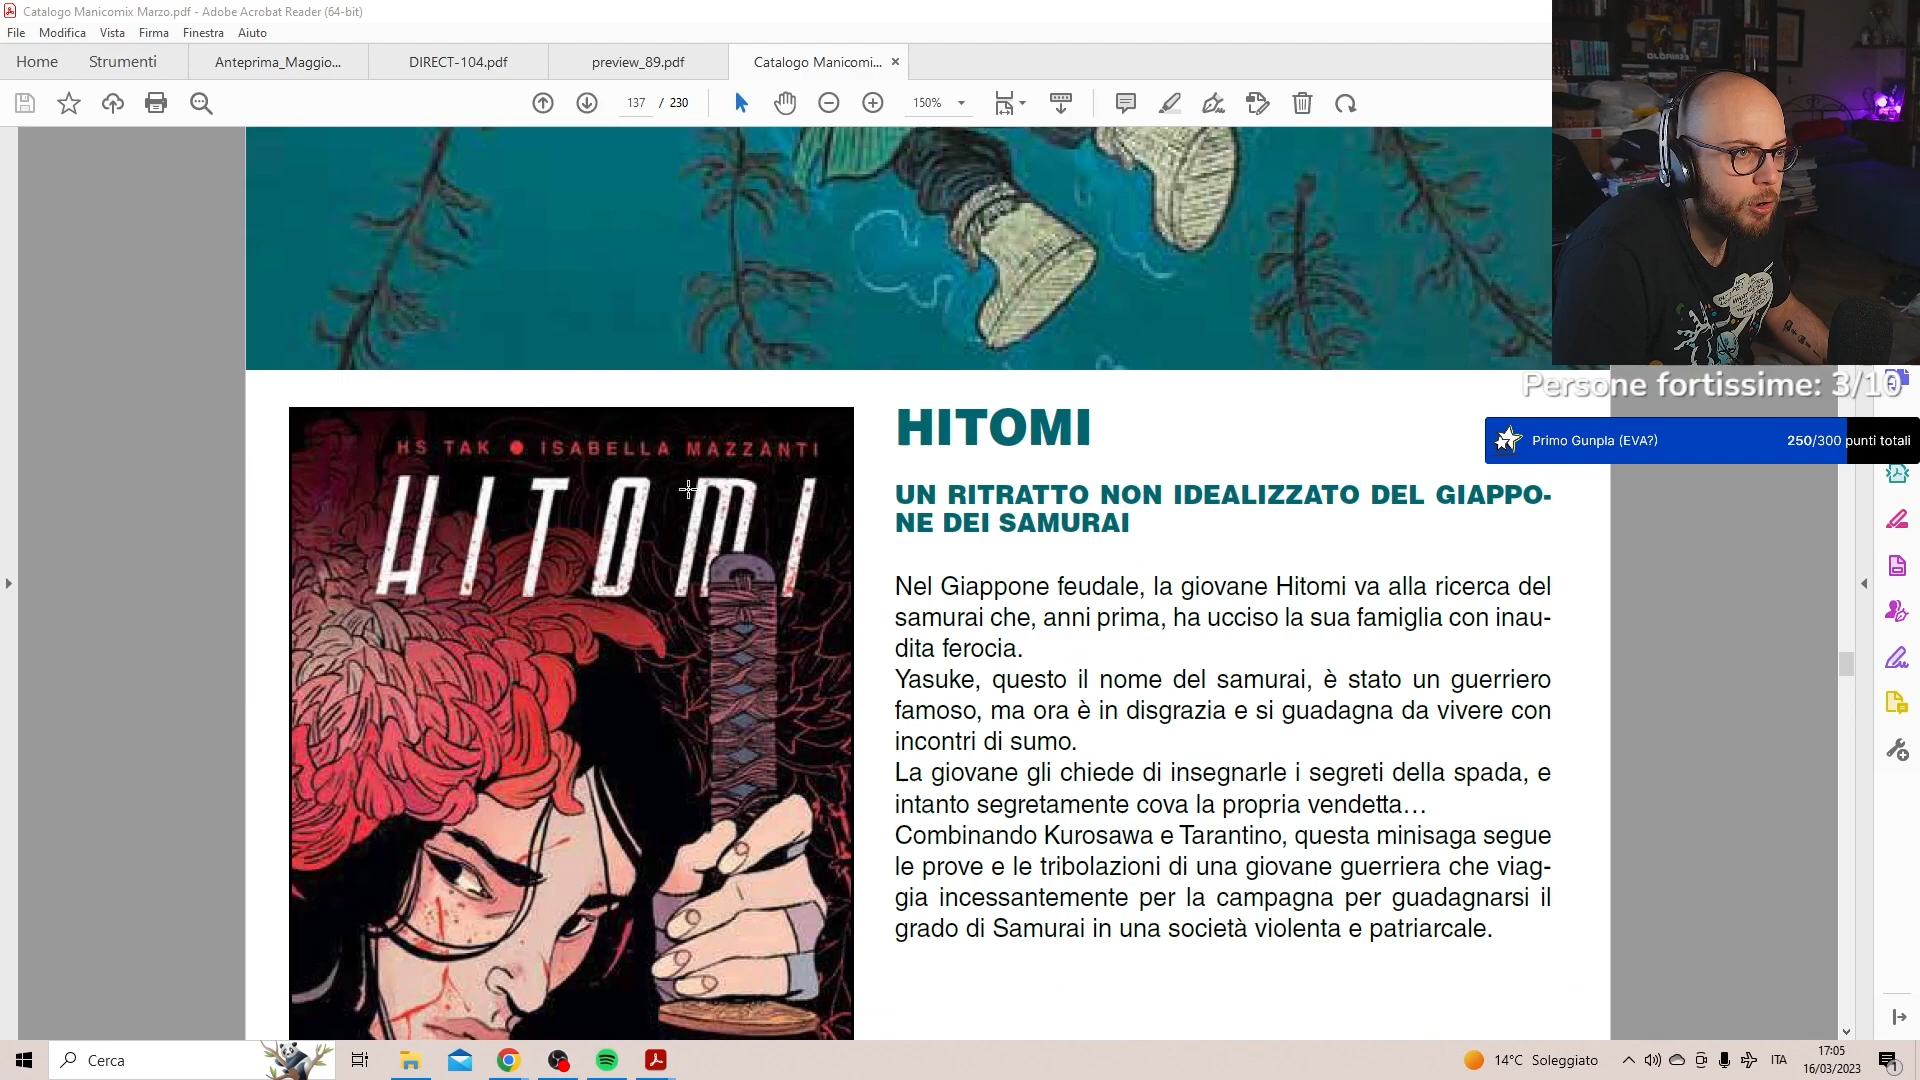 Catalogo Manicomix Marzo.pdf - Adobe Acrobat Reader (64-bit)
File Modifica Vista Firma Finestra Aiuto
Home Strumenti Anteprima_Maggio... DIRECT-104.pdf preview_89.pdf Catalogo Manicomi...
137 / 230 150%
Persone fortissime: 3/10
Primo Gunpla (EVA?) 250/300 punti totali
HS TAK ISABELLA MAZZANTI
HITOMI
HITOMI
UN RITRATTO NON IDEALIZZATO DEL GIAPPO-
NE DEI SAMURAI
Nel Giappone feudale, la giovane Hitomi va alla ricerca del
samurai che, anni prima, ha ucciso la sua famiglia con inau-
dita ferocia.
Yasuke, questo il nome del samurai, è stato un guerriero
famoso, ma ora è in disgrazia e si guadagna da vivere con
incontri di sumo.
La giovane gli chiede di insegnarle i segreti della spada, e
intanto segretamente cova la propria vendetta…
Combinando Kurosawa e Tarantino, questa minisaga segue
le prove e le tribolazioni di una giovane guerriera che viag-
gia incessantemente per la campagna per guadagnarsi il
grado di Samurai in una società violenta e patriarcale.
Cerca
14°C Soleggiato
ITA
17:05
16/03/2023
1